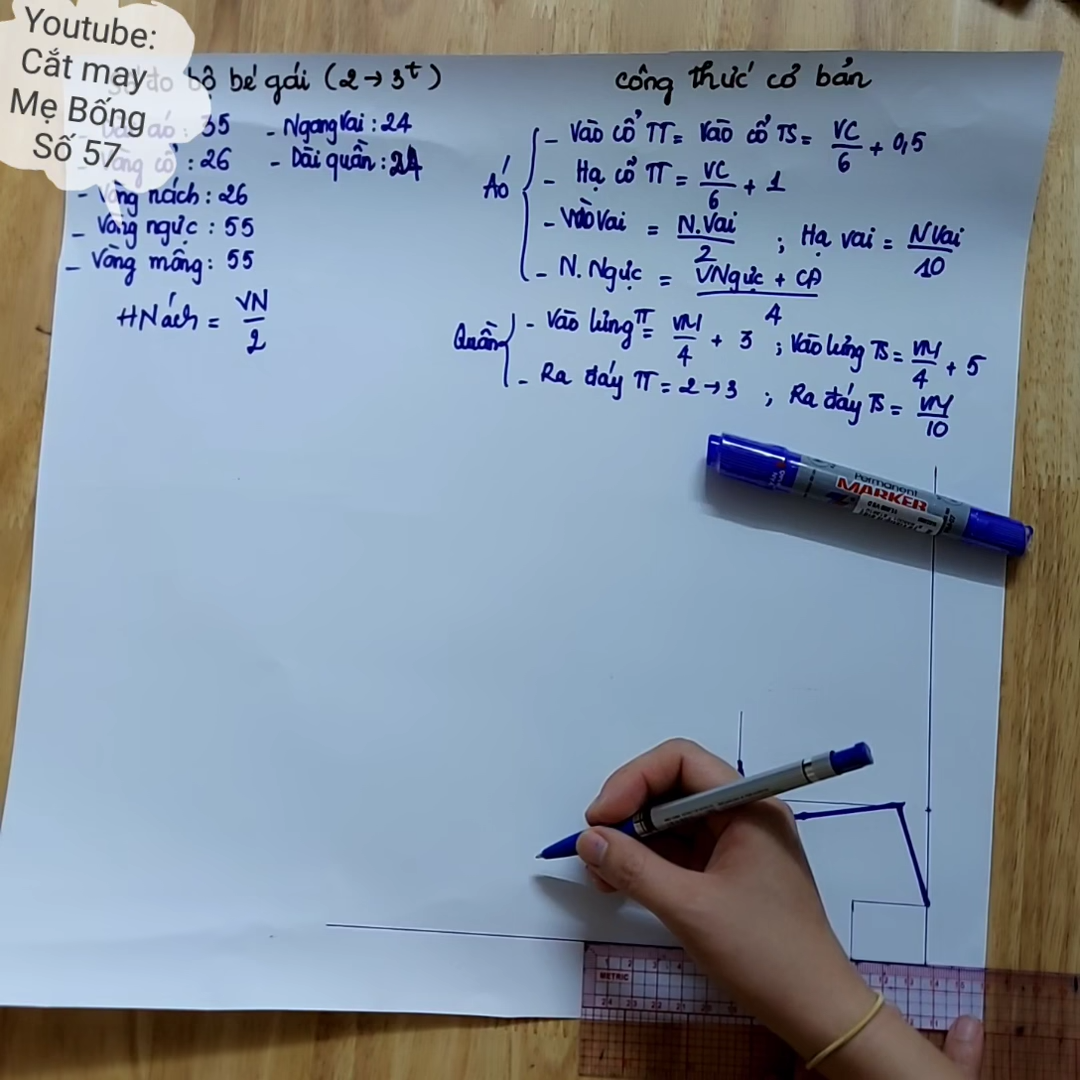 Youtube:
Cắt may
Mẹ Bống
Số 57
đo bộ bé gái (2→3t)
áo: 35 - Ngang vai: 24
- Vòng cổ: 26 - Dài quần: 24
- Vòng nách: 26
- Vòng ngực: 55
- Vòng mông: 55
HNách = VN/2
công thức cơ bản
Áo
- Vào cổ TT = Vào cổ TS = VC/6 + 0,5
- Hạ cổ TT = VC/6 + 1
- Vào Vai = N.Vai/2 ; Hạ vai = N Vai/10
- N. Ngực = VNgực + CĐ/4
Quần
- Vào lưng TT = VM/4 + 3 ; Vào lưng TS = VM/4 + 5
- Ra đáy TT = 2→3 ; Ra đáy TS = VM/10
Permanent
MARKER
METRIC